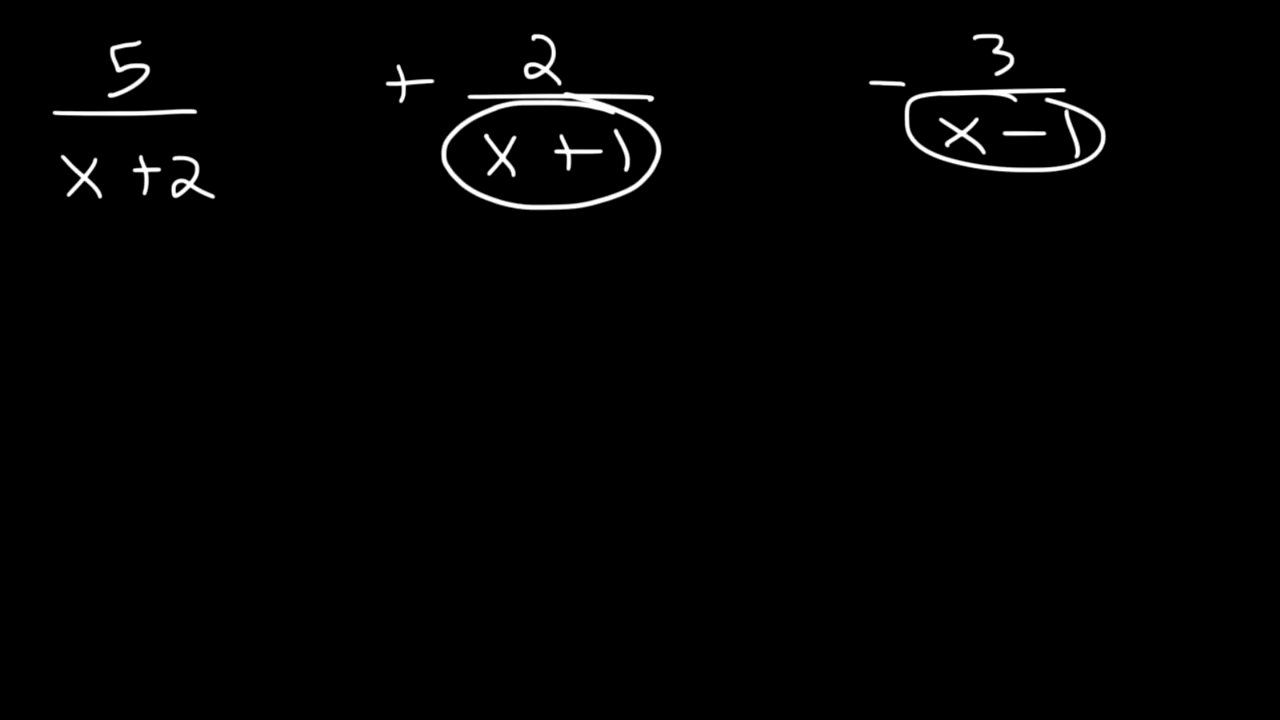 5/(x+2) + 2/(x+1) - 3/(x-1)